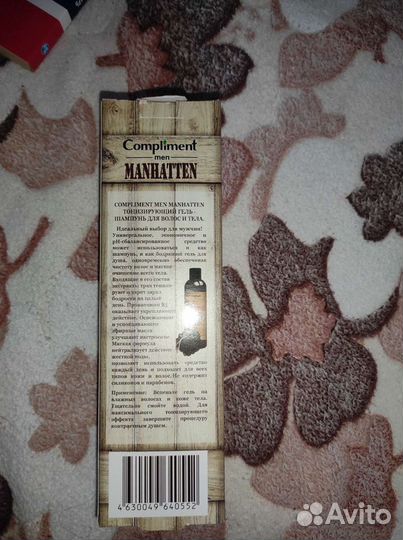 Compliment
men
MANHATTEN
COMPLIMENT MEN MANHATTEN
ТОНИЗИРУЮЩИЙ ГЕЛЬ-
ШАМПУНЬ ДЛЯ ВОЛОС И ТЕЛА.
Идеальный выбор для мужчин!
Универсальное, экономичное и
pH-сбалансированное средство
может использоваться и как
шампунь, и как бодрящий гель для
душа, одновременно обеспечивая
чистоту волос и мягкое
очищение всего тела.
Входящие в его состав
экстракты трав тонизи-
руют и дарят заряд
бодрости на целый
день. Провитамин B5
оказывает укрепляющее
действие. Освежающие
и успокаивающие
эфирные масла
улучшают настроение.
Мягкая формула
нейтрализует действие
жесткой воды,
позволяет использовать средство
каждый день и подходит для всех
типов кожи и волос. Не содержит
силиконов и парабенов.
Применение: Вспеньте гель на
влажных волосах и коже тела.
Тщательно смойте водой. Для
максимального тонизирующего
эффекта завершите процедуру
контрастным душем.
4 630049 640552
Avito